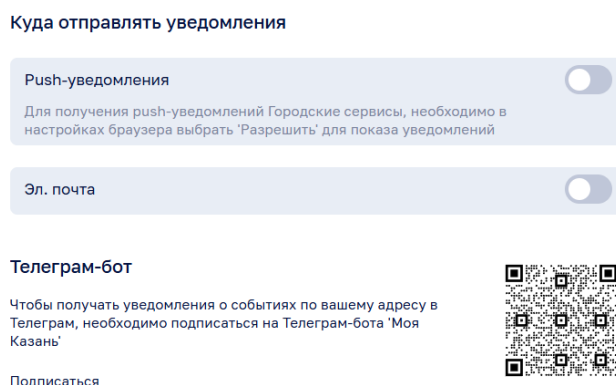 Куда отправлять уведомления
Push-уведомления
Для получения push-уведомлений Городские сервисы, необходимо в
настройках браузера выбрать 'Разрешить' для показа уведомлений
Эл. почта
Телеграм-бот
Чтобы получать уведомления о событиях по вашему адресу в
Телеграм, необходимо подписаться на Телеграм-бота 'Моя
Казань'
Подписаться